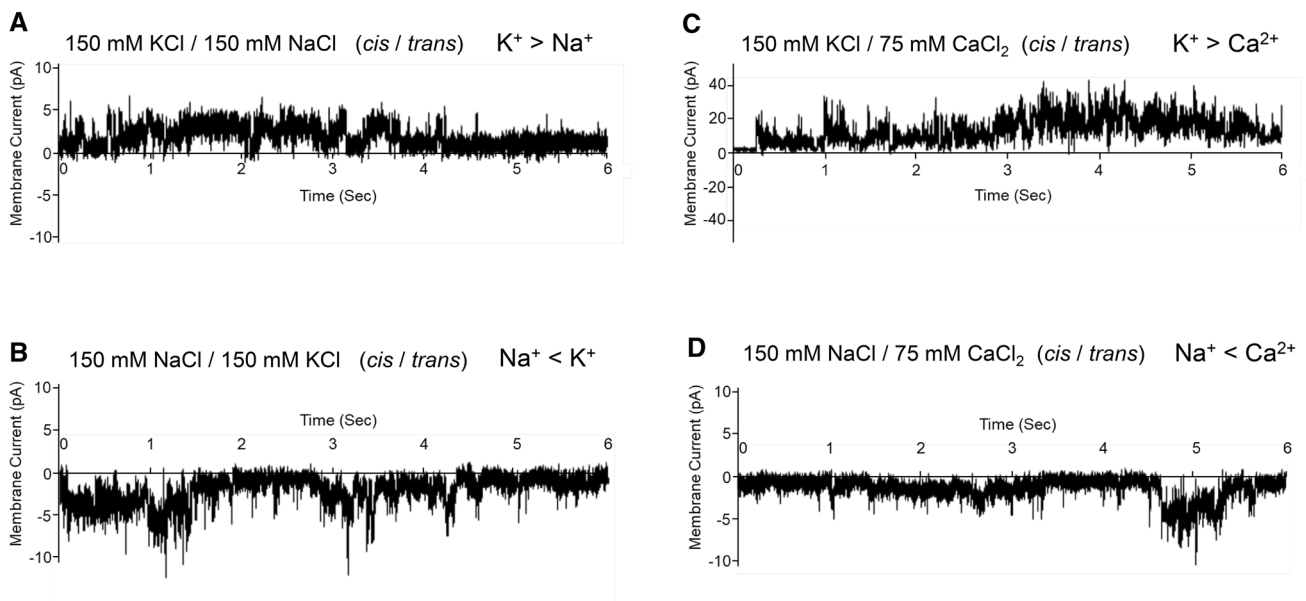 A
150 mM KCl / 150 mM NaCl (cis / trans) K⁺ > Na⁺
Membrane Current (pA)
10
5
0
-5
-10
0 1 2 3 4 5 6
Time (Sec)
C
150 mM KCl / 75 mM CaCl₂ (cis / trans) K⁺ > Ca²⁺
Membrane Current (pA)
40
20
0
-20
-40
0 1 2 3 4 5 6
Time (Sec)
B
150 mM NaCl / 150 mM KCl (cis / trans) Na⁺ < K⁺
Membrane Current (pA)
10
5
0
-5
-10
Time (Sec)
0 1 2 3 4 5 6
D
150 mM NaCl / 75 mM CaCl₂ (cis / trans) Na⁺ < Ca²⁺
Membrane Current (pA)
10
5
0
-5
-10
Time (Sec)
0 1 2 3 4 5 6